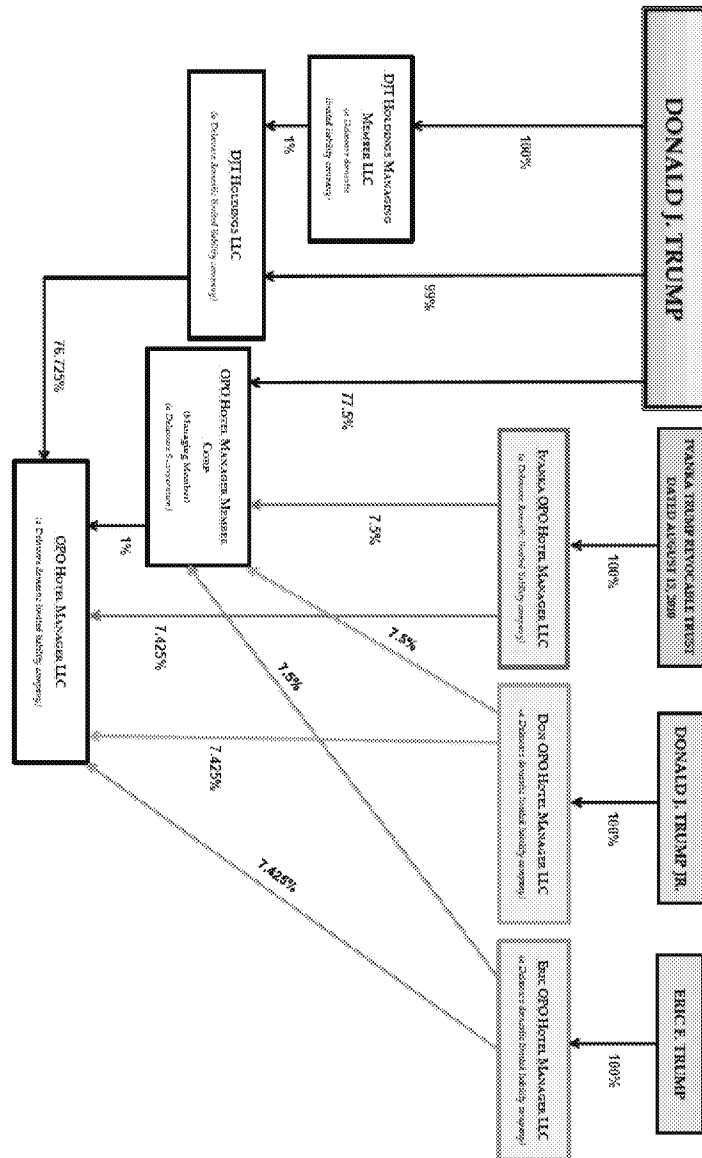 DONALD J. TRUMP
IVANKA TRUMP REVOCABLE TRUST
DATED AUGUST 15, 2010
DONALD J. TRUMP JR.
ERIC F. TRUMP
100%
99%
77.5%
100%
100%
100%
DJT HOLDINGS MANAGING
MEMBER LLC
(a Delaware domestic
limited liability company)
IVANKA OPO HOTEL MANAGER LLC
(a Delaware domestic limited liability company)
DON OPO HOTEL MANAGER LLC
(a Delaware domestic limited liability company)
ERIC OPO HOTEL MANAGER LLC
(a Delaware domestic limited liability company)
1%
7.5%
7.5%
7.5%
DJT HOLDINGS LLC
(a Delaware domestic limited liability company)
OPO HOTEL MANAGER MEMBER
CORP
(Managing Member)
(a Delaware S-corporation)
76.725%
1%
7.425%
7.425%
7.425%
OPO HOTEL MANAGER LLC
(a Delaware domestic limited liability company)